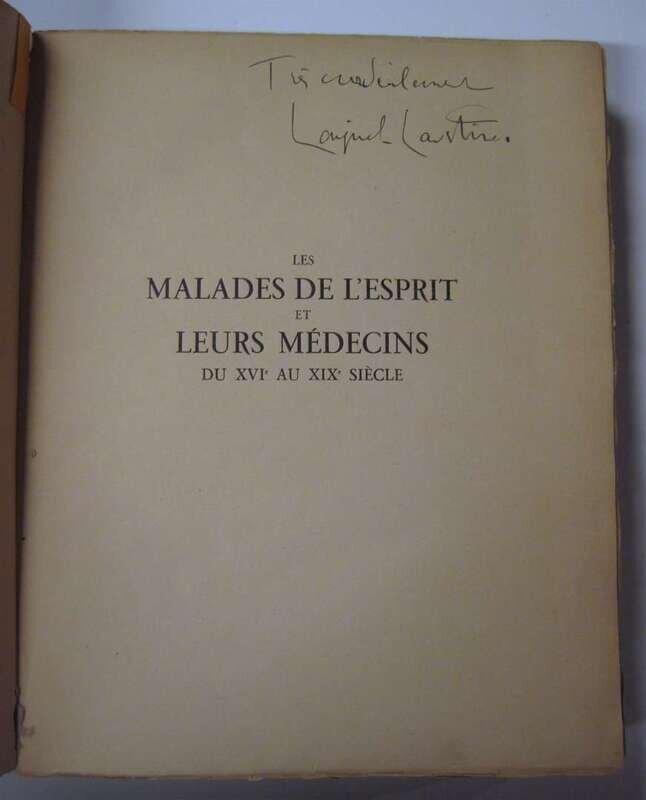 Très cordialement
Laignel-Lavastine.
LES
MALADES DE L'ESPRIT
ET
LEURS MÉDECINS
DU XVIe AU XIXe SIÈCLE